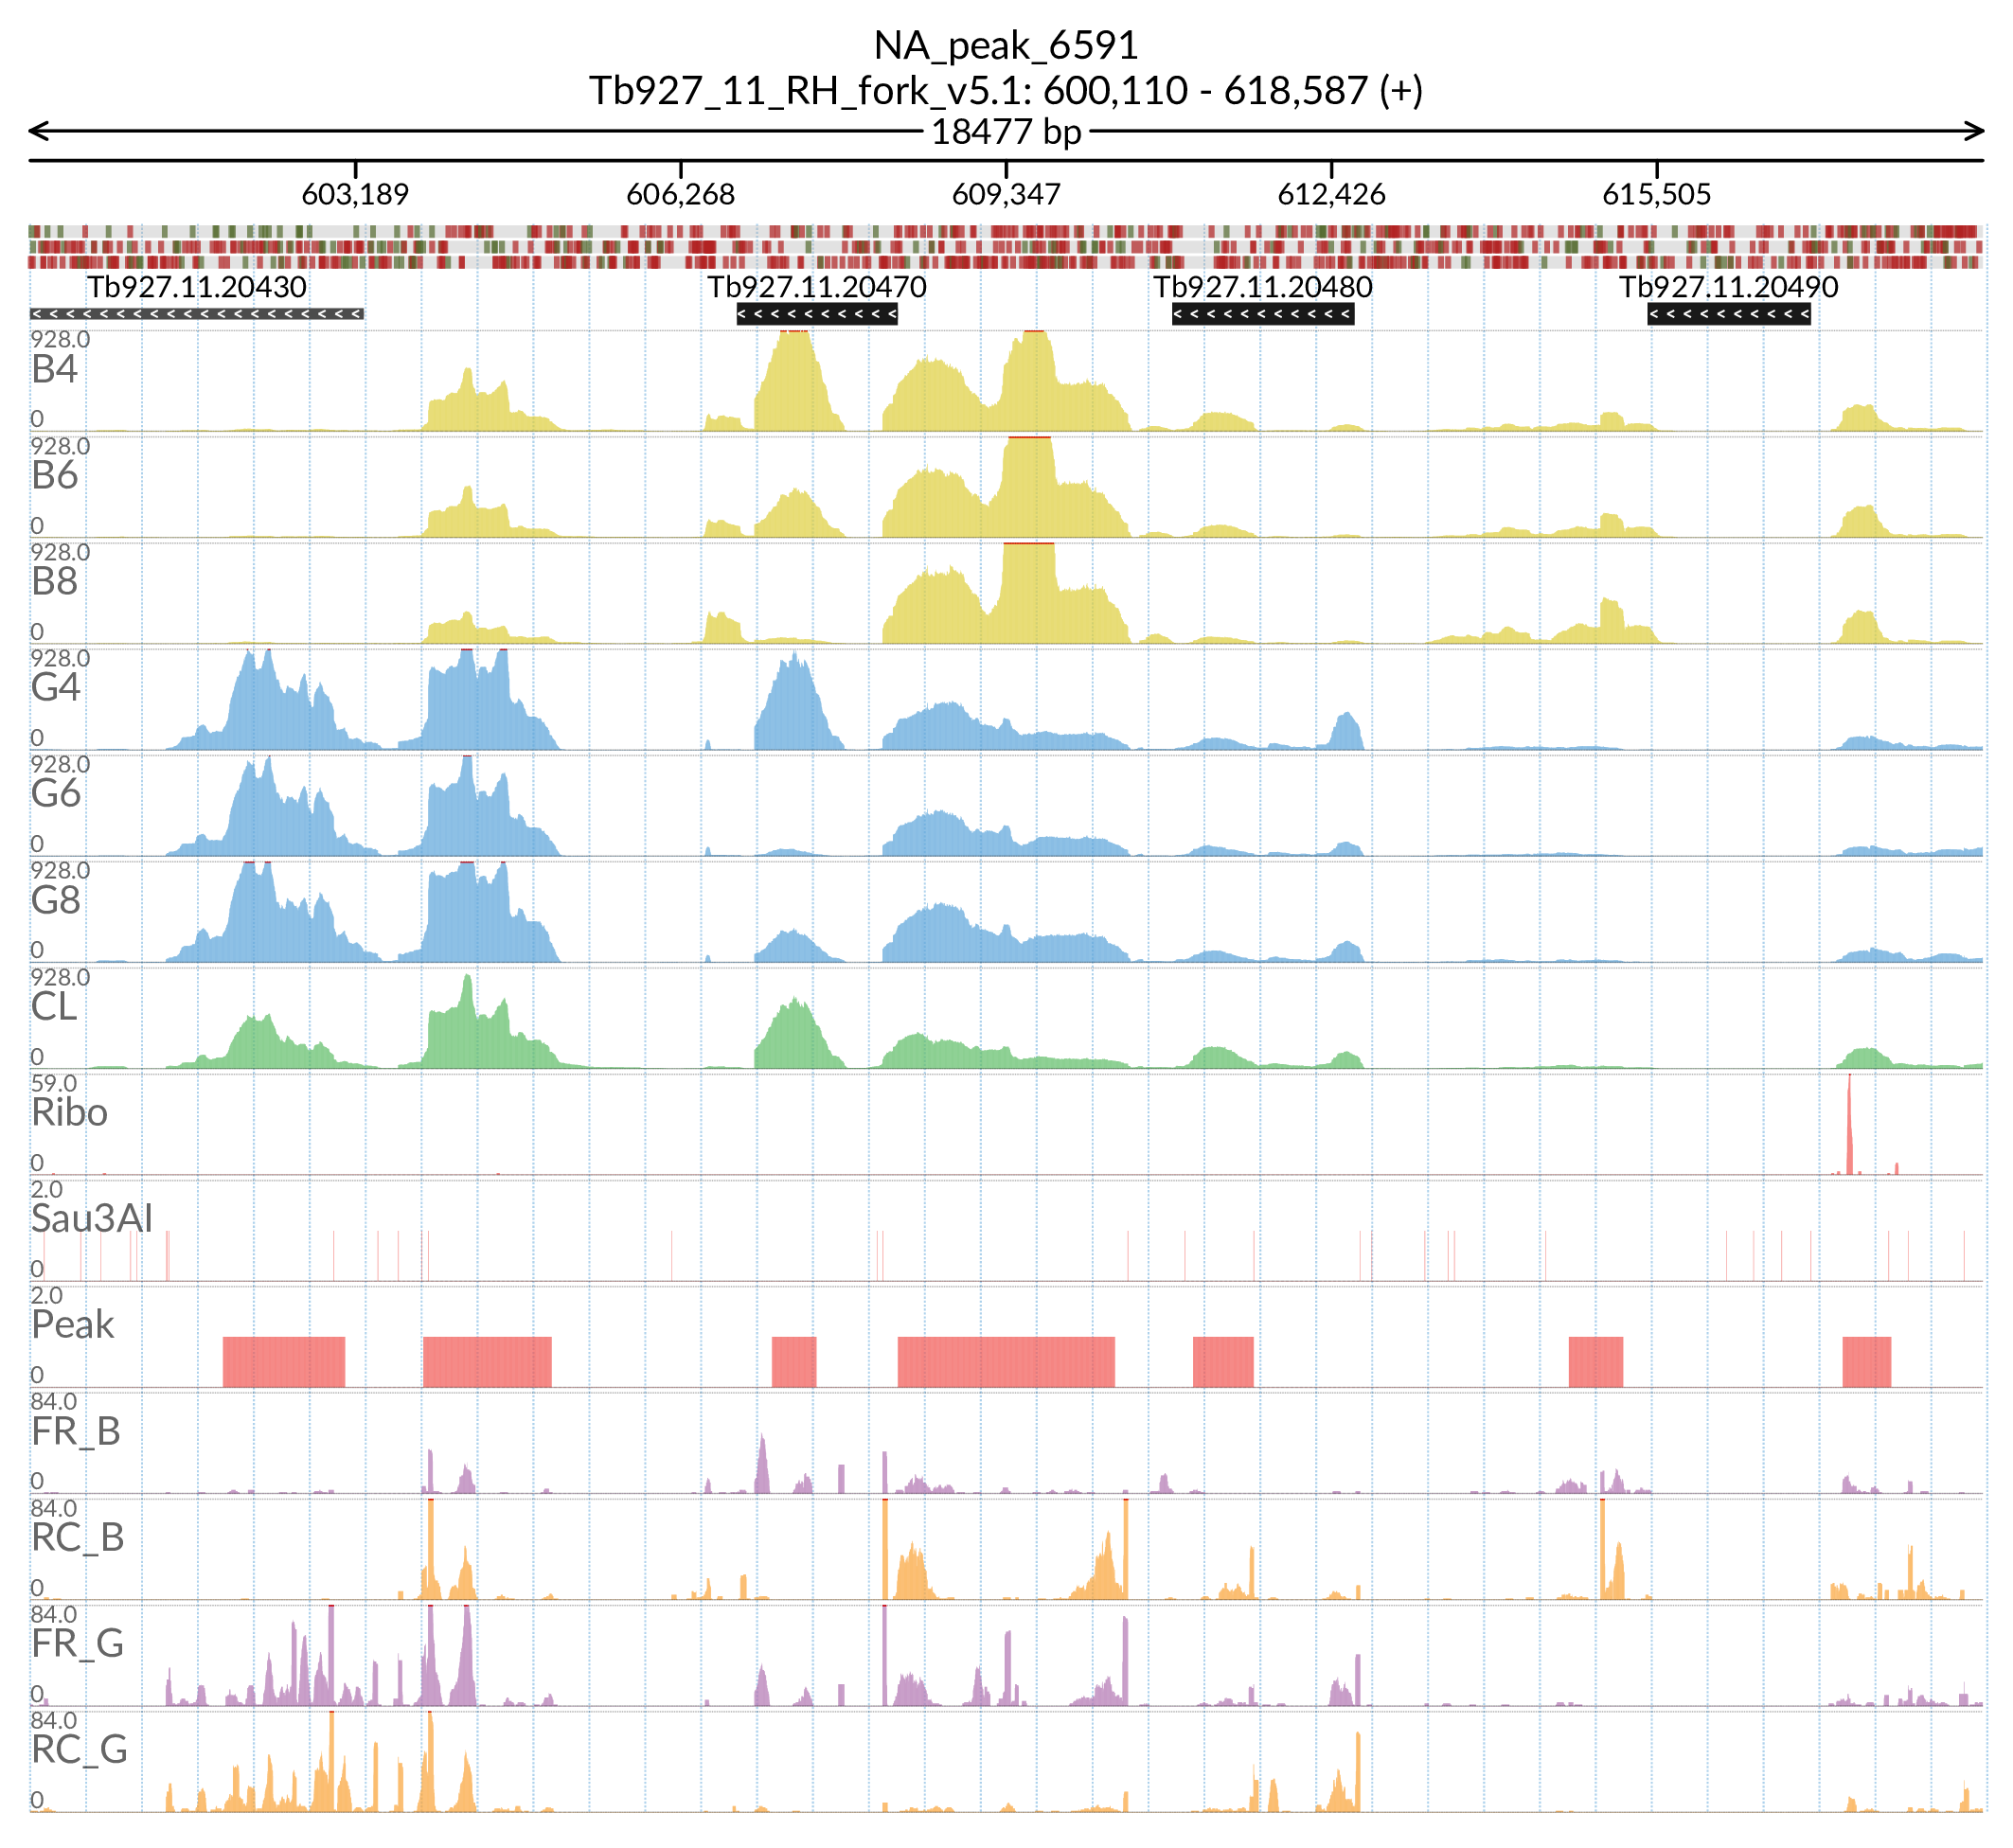 NA_peak_6591
Tb927_11_RH_fork_v5.1: 600,110 - 618,587 (+)
18477 bp
603,189 606,268 609,347 612,426 615,505
Tb927.11.20430 Tb927.11.20470 Tb927.11.20480 Tb927.11.20490
928.0
B4
0
928.0
B6
0
928.0
B8
0
928.0
G4
0
928.0
G6
0
928.0
G8
0
928.0
CL
0
59.0
Ribo
0
2.0
Sau3AI
0
2.0
Peak
0
84.0
FR_B
0
84.0
RC_B
0
84.0
FR_G
0
84.0
RC_G
0